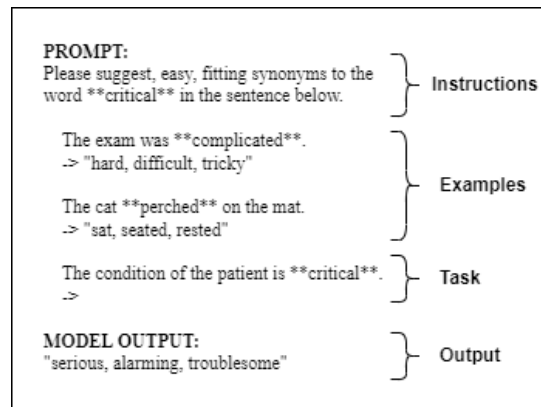 PROMPT:
Please suggest, easy, fitting synonyms to the
word **critical** in the sentence below.
Instructions
The exam was **complicated**.
-> "hard, difficult, tricky"
The cat **perched** on the mat.
-> "sat, seated, rested"
Examples
The condition of the patient is **critical**.
->
Task
MODEL OUTPUT:
"serious, alarming, troublesome"
Output